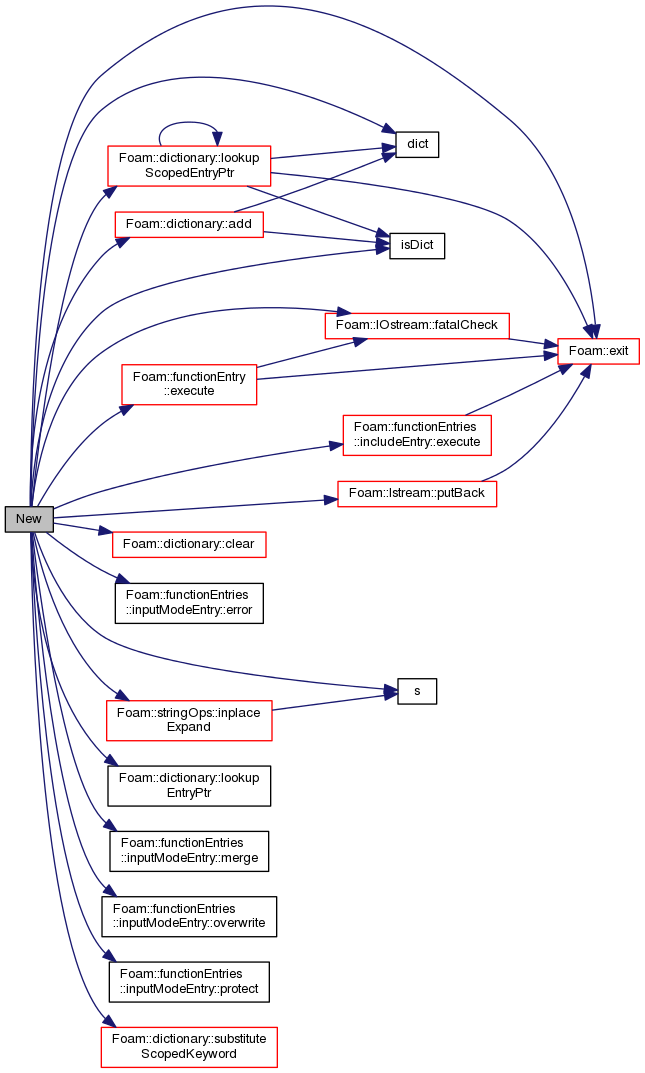 dict
Foam::dictionary::lookup
ScopedEntryPtr
Foam::dictionary::add
isDict
Foam::IOstream::fatalCheck
Foam::exit
Foam::functionEntry
::execute
Foam::functionEntries
::includeEntry::execute
Foam::Istream::putBack
New
Foam::dictionary::clear
Foam::functionEntries
::inputModeEntry::error
s
Foam::stringOps::inplace
Expand
Foam::dictionary::lookup
EntryPtr
Foam::functionEntries
::inputModeEntry::merge
Foam::functionEntries
::inputModeEntry::overwrite
Foam::functionEntries
::inputModeEntry::protect
Foam::dictionary::substitute
ScopedKeyword